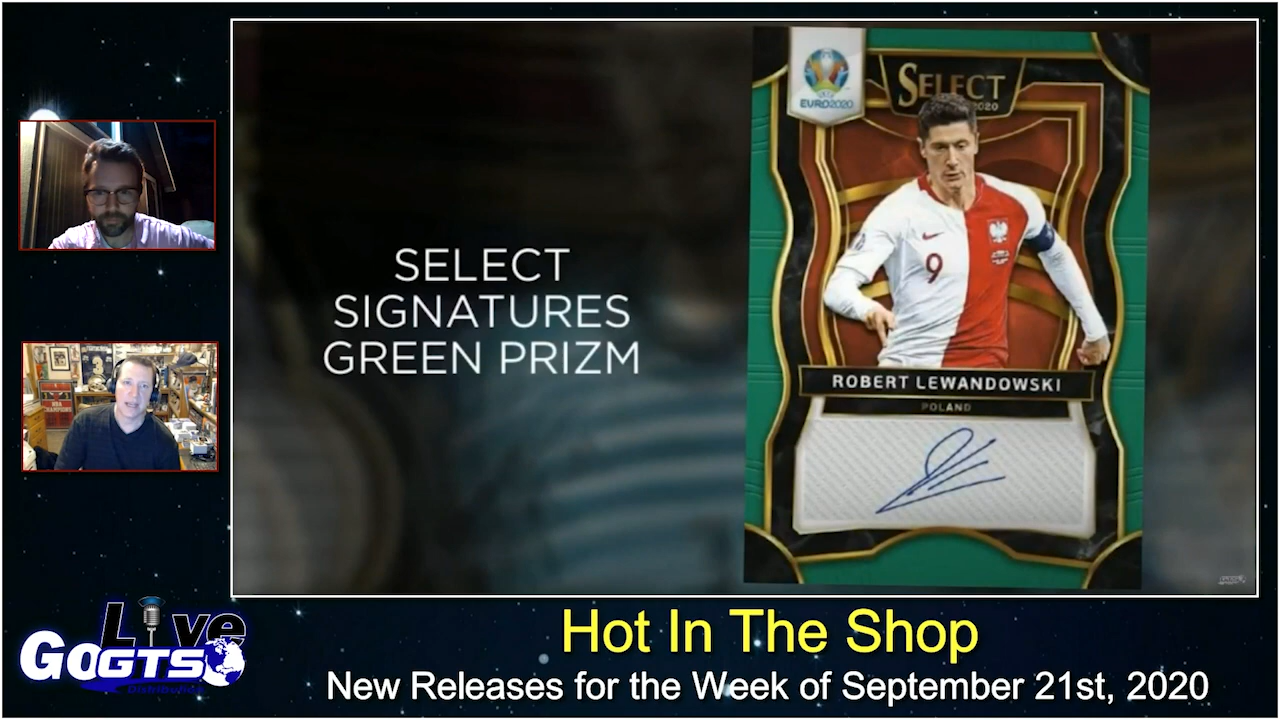 EURO2020
SELECT
2020
9
ROBERT LEWANDOWSKI
POLAND
SELECT
SIGNATURES
GREEN PRIZM
Live
GOGTS
Distribution
Hot In The Shop
New Releases for the Week of September 21st, 2020